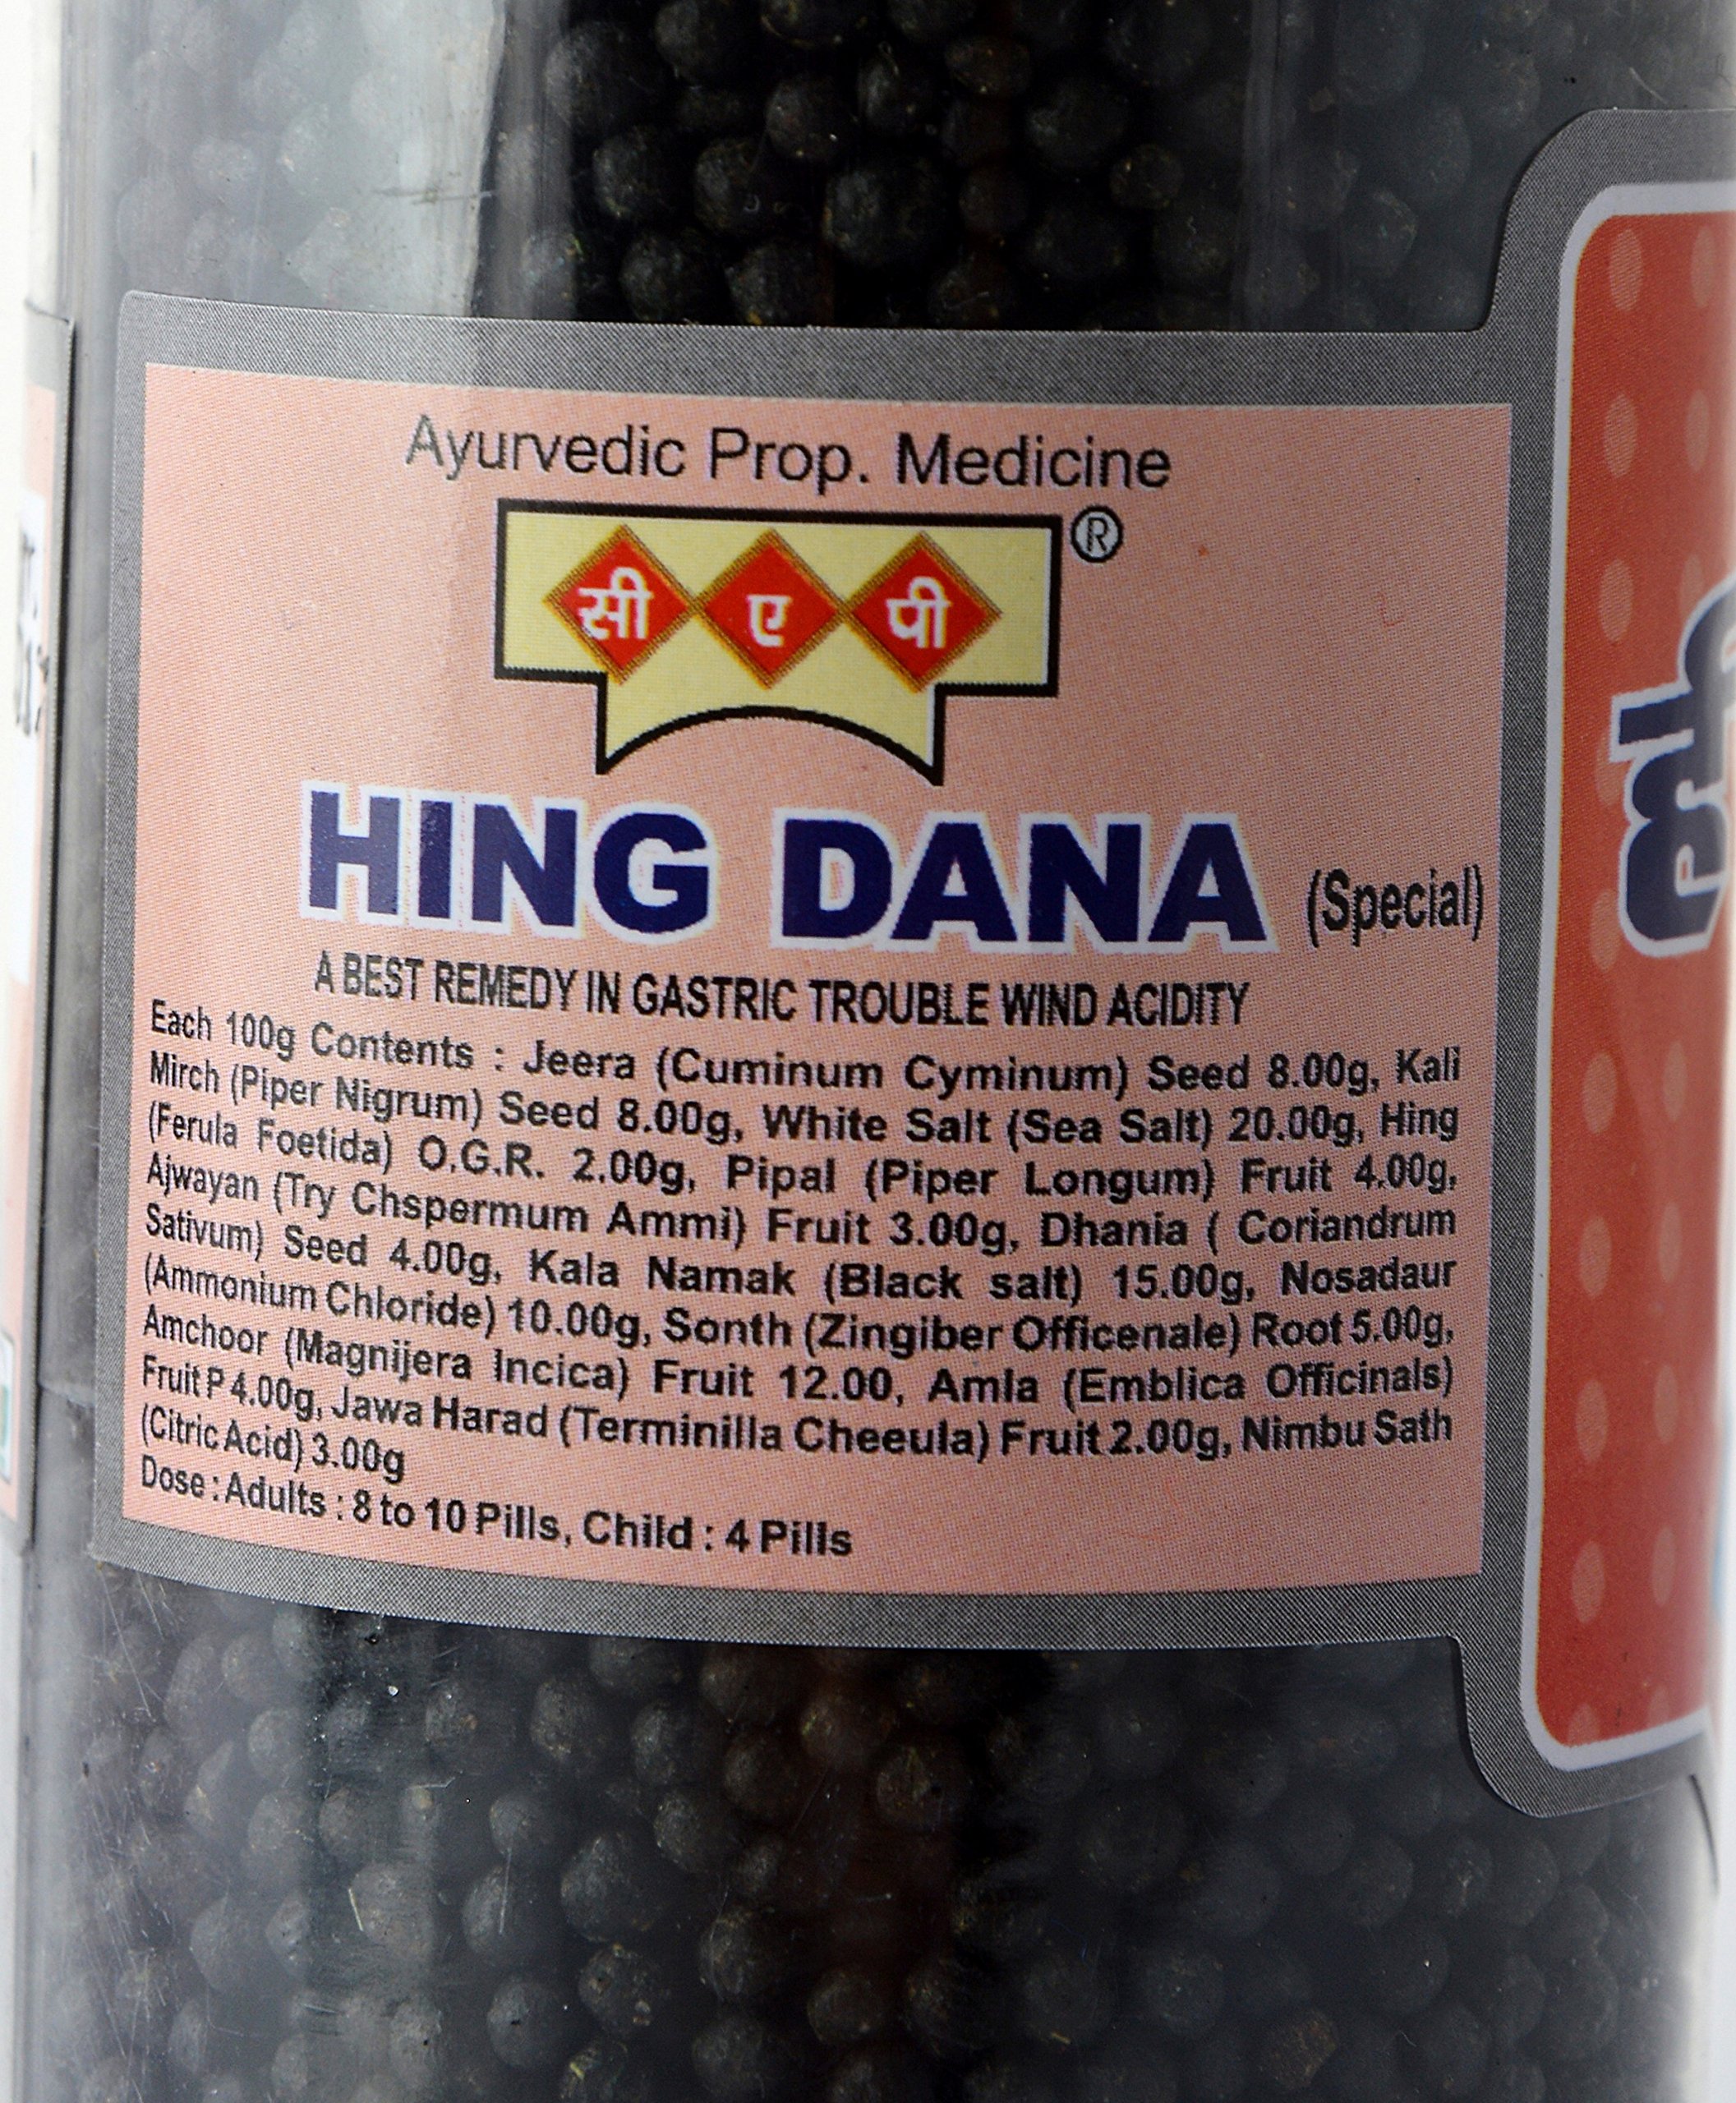 Ayurvedic Prop. Medicine
सी ए पी ®
HING DANA (Special)
A BEST REMEDY IN GASTRIC TROUBLE WIND ACIDITY
Each 100g Contents : Jeera (Cuminum Cyminum) Seed 8.00g, Kali
Mirch (Piper Nigrum) Seed 8.00g, White Salt (Sea Salt) 20.00g, Hing
(Ferula Foetida) O.G.R. 2.00g, Pipal (Piper Longum) Fruit 4.00g,
Ajwayan (Try Chspermum Ammi) Fruit 3.00g, Dhania ( Coriandrum
Sativum) Seed 4.00g, Kala Namak (Black salt) 15.00g, Nosadaur
(Ammonium Chloride) 10.00g, Sonth (Zingiber Officenale) Root 5.00g,
Amchoor (Magnijera Incica) Fruit 12.00, Amla (Emblica Officinals)
Fruit P 4.00g, Jawa Harad (Terminilla Cheeula) Fruit 2.00g, Nimbu Sath
(Citric Acid) 3.00g
Dose : Adults : 8 to 10 Pills, Child : 4 Pills